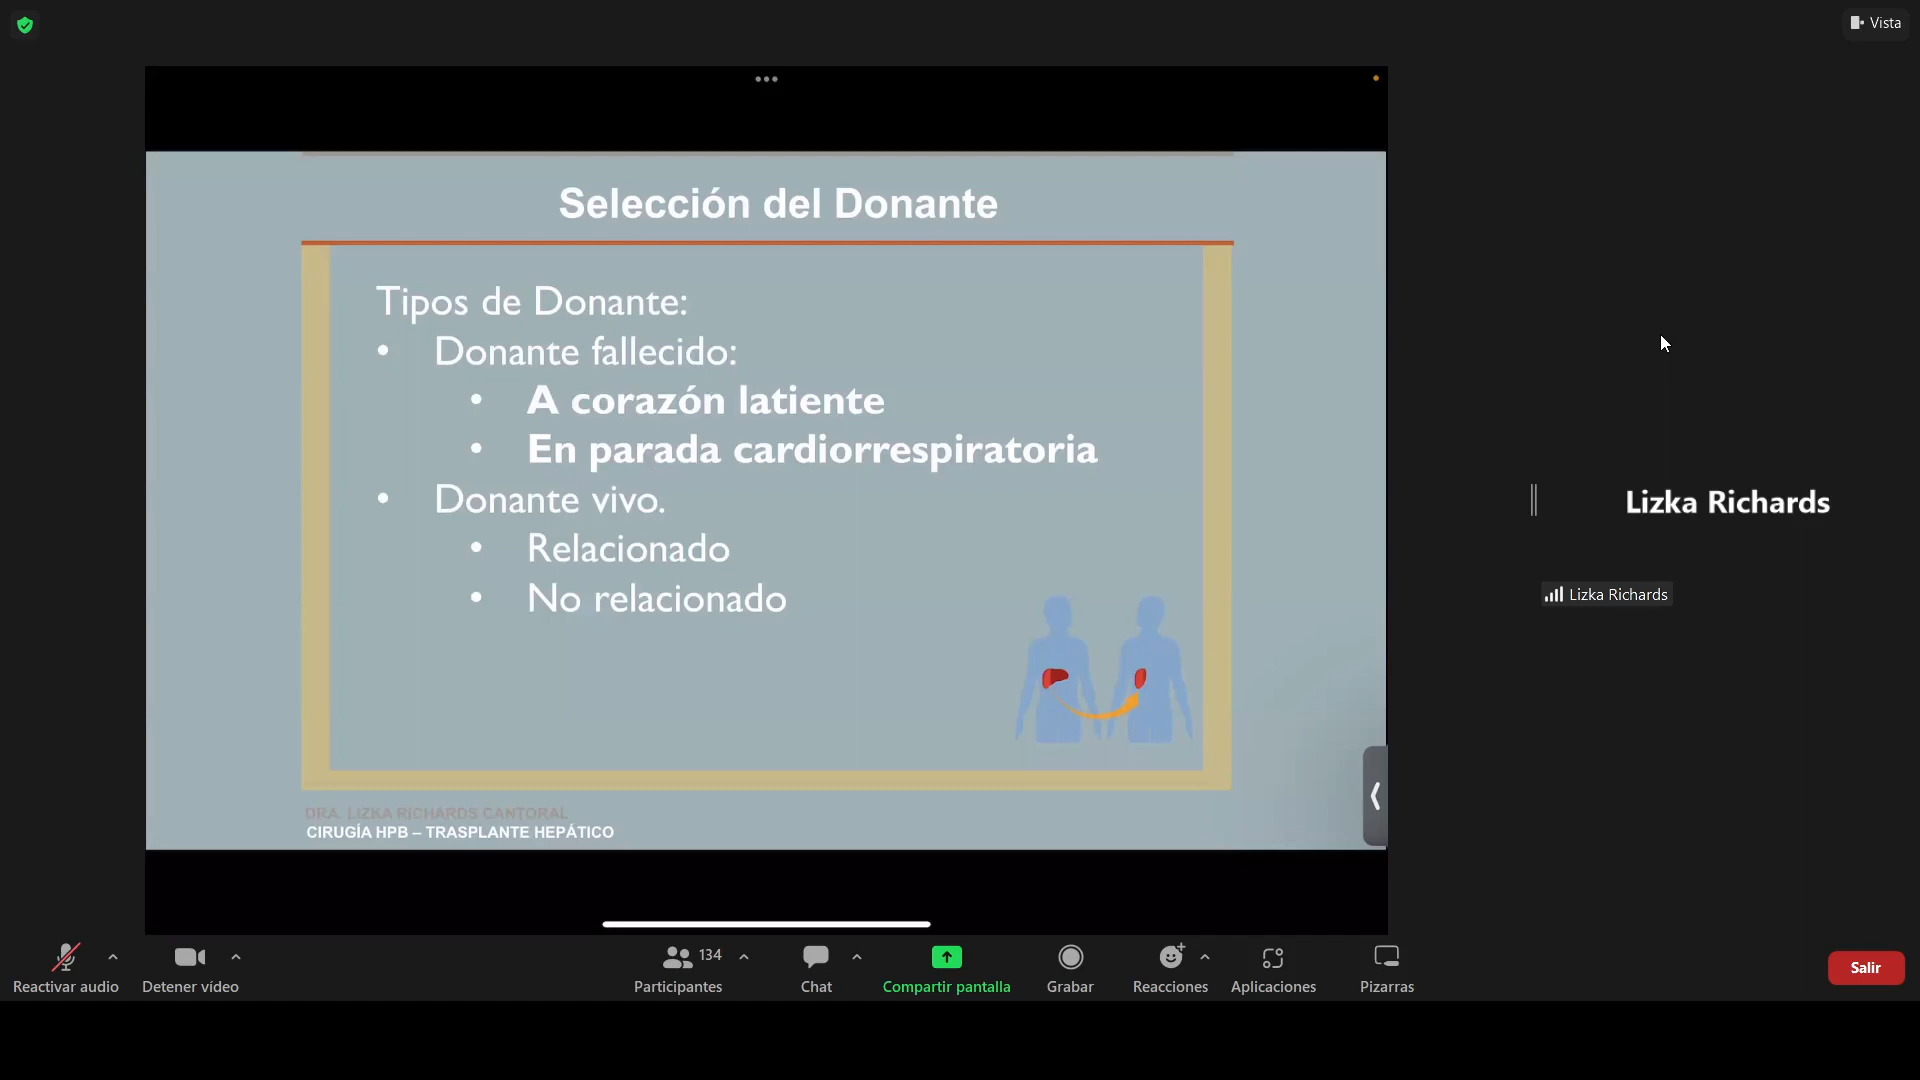 Vista
Selección del Donante
Tipos de Donante:
• Donante fallecido:
• A corazón latiente
• En parada cardiorrespiratoria
• Donante vivo.
• Relacionado
• No relacionado
DRA. LIZKA RICHARDS CANTORAL
CIRUGÍA HPB – TRASPLANTE HEPÁTICO
Lizka Richards
Lizka Richards
Reactivar audio
Detener vídeo
134
Participantes
Chat
Compartir pantalla
Grabar
Reacciones
Aplicaciones
Pizarras
Salir